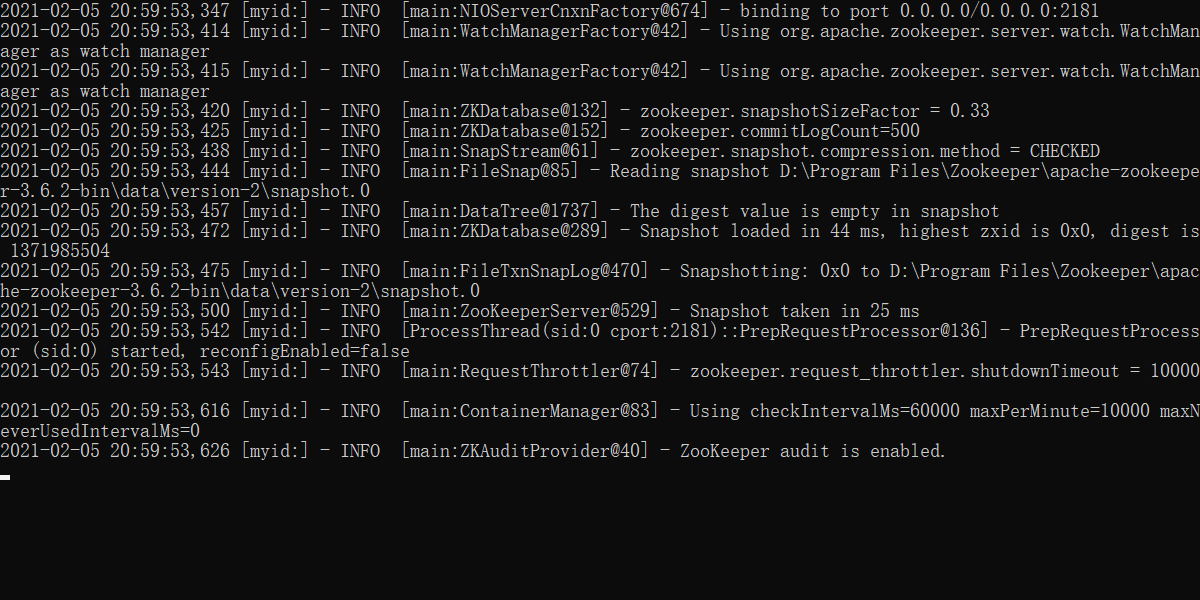 2021-02-05 20:59:53,347 [myid:] - INFO  [main:NIOServerCnxnFactory@674] - binding to port 0.0.0.0/0.0.0.0:2181
2021-02-05 20:59:53,414 [myid:] - INFO  [main:WatchManagerFactory@42] - Using org.apache.zookeeper.server.watch.WatchMan
ager as watch manager
2021-02-05 20:59:53,415 [myid:] - INFO  [main:WatchManagerFactory@42] - Using org.apache.zookeeper.server.watch.WatchMan
ager as watch manager
2021-02-05 20:59:53,420 [myid:] - INFO  [main:ZKDatabase@132] - zookeeper.snapshotSizeFactor = 0.33
2021-02-05 20:59:53,425 [myid:] - INFO  [main:ZKDatabase@152] - zookeeper.commitLogCount=500
2021-02-05 20:59:53,438 [myid:] - INFO  [main:SnapStream@61] - zookeeper.snapshot.compression.method = CHECKED
2021-02-05 20:59:53,444 [myid:] - INFO  [main:FileSnap@85] - Reading snapshot D:\Program Files\Zookeeper\apache-zookeepe
r-3.6.2-bin\data\version-2\snapshot.0
2021-02-05 20:59:53,457 [myid:] - INFO  [main:DataTree@1737] - The digest value is empty in snapshot
2021-02-05 20:59:53,472 [myid:] - INFO  [main:ZKDatabase@289] - Snapshot loaded in 44 ms, highest zxid is 0x0, digest is
 1371985504
2021-02-05 20:59:53,475 [myid:] - INFO  [main:FileTxnSnapLog@470] - Snapshotting: 0x0 to D:\Program Files\Zookeeper\apac
he-zookeeper-3.6.2-bin\data\version-2\snapshot.0
2021-02-05 20:59:53,500 [myid:] - INFO  [main:ZooKeeperServer@529] - Snapshot taken in 25 ms
2021-02-05 20:59:53,542 [myid:] - INFO  [ProcessThread(sid:0 cport:2181)::PrepRequestProcessor@136] - PrepRequestProcess
or (sid:0) started, reconfigEnabled=false
2021-02-05 20:59:53,543 [myid:] - INFO  [main:RequestThrottler@74] - zookeeper.request_throttler.shutdownTimeout = 10000
2021-02-05 20:59:53,616 [myid:] - INFO  [main:ContainerManager@83] - Using checkIntervalMs=60000 maxPerMinute=10000 maxN
everUsedIntervalMs=0
2021-02-05 20:59:53,626 [myid:] - INFO  [main:ZKAuditProvider@40] - ZooKeeper audit is enabled.